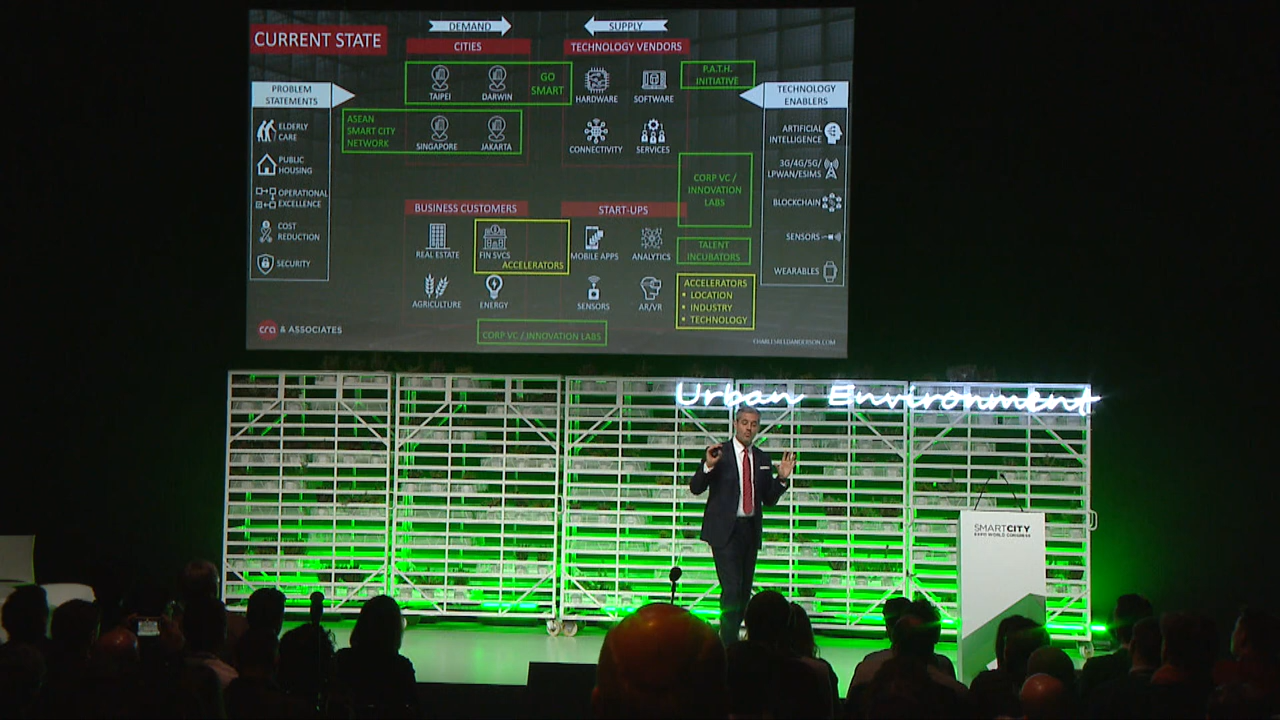 DEMAND
SUPPLY
CURRENT STATE
CITIES
TECHNOLOGY VENDORS
PROBLEM
STATEMENTS
TAIPEI
DARWIN
GO
SMART
HARDWARE
SOFTWARE
P.A.T.H.
INITIATIVE
TECHNOLOGY
ENABLERS
ASEAN
SMART CITY
NETWORK
SINGAPORE
JAKARTA
CONNECTIVITY
SERVICES
ELDERLY
CARE
PUBLIC
HOUSING
OPERATIONAL
EXCELLENCE
COST
REDUCTION
SECURITY
ARTIFICIAL
INTELLIGENCE
3G/4G/5G/
LPWAN/ESIMS
BLOCKCHAIN
SENSORS
WEARABLES
CORP VC /
INNOVATION
LABS
BUSINESS CUSTOMERS
START-UPS
REAL ESTATE
FIN SVCS
ACCELERATORS
MOBILE APPS
ANALYTICS
TALENT
INCUBATORS
AGRICULTURE
ENERGY
SENSORS
AR/VR
ACCELERATORS
• LOCATION
• INDUSTRY
• TECHNOLOGY
CORP VC / INNOVATION LABS
cra & ASSOCIATES
CHARLESREEDANDERSON.COM
Urban Environment
SMARTCITY
EXPO WORLD CONGRESS